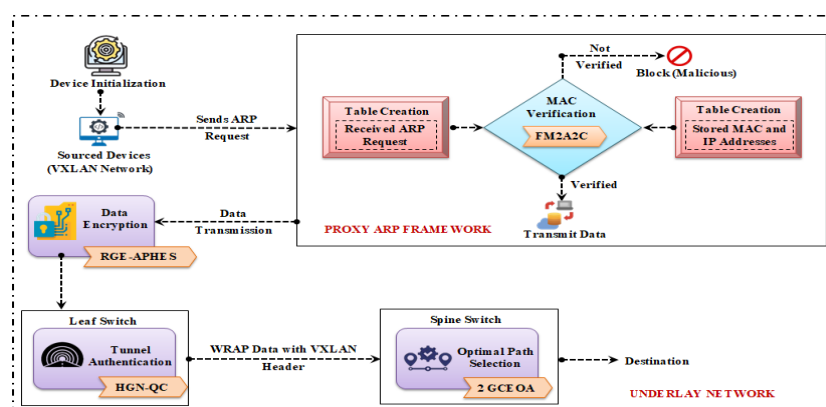 Device Initialization
Sourced Devices
(VXLAN Network)
Sends ARP
Request
Table Creation
Received ARP
Request
MAC
Verification
FM2A2C
Not
Verified
Block (Malicious)
Table Creation
Stored MAC and
IP Addresses
Verified
Transmit Data
PROXY ARP FRAMEWORK
Data
Transmission
Data
Encryption
RGE-APHES
Leaf Switch
Tunnel
Authentication
HGN-QC
WRAP Data with VXLAN
Header
Spine Switch
Optimal Path
Selection
2 GCEOA
Destination
UNDERLAY NETWORK